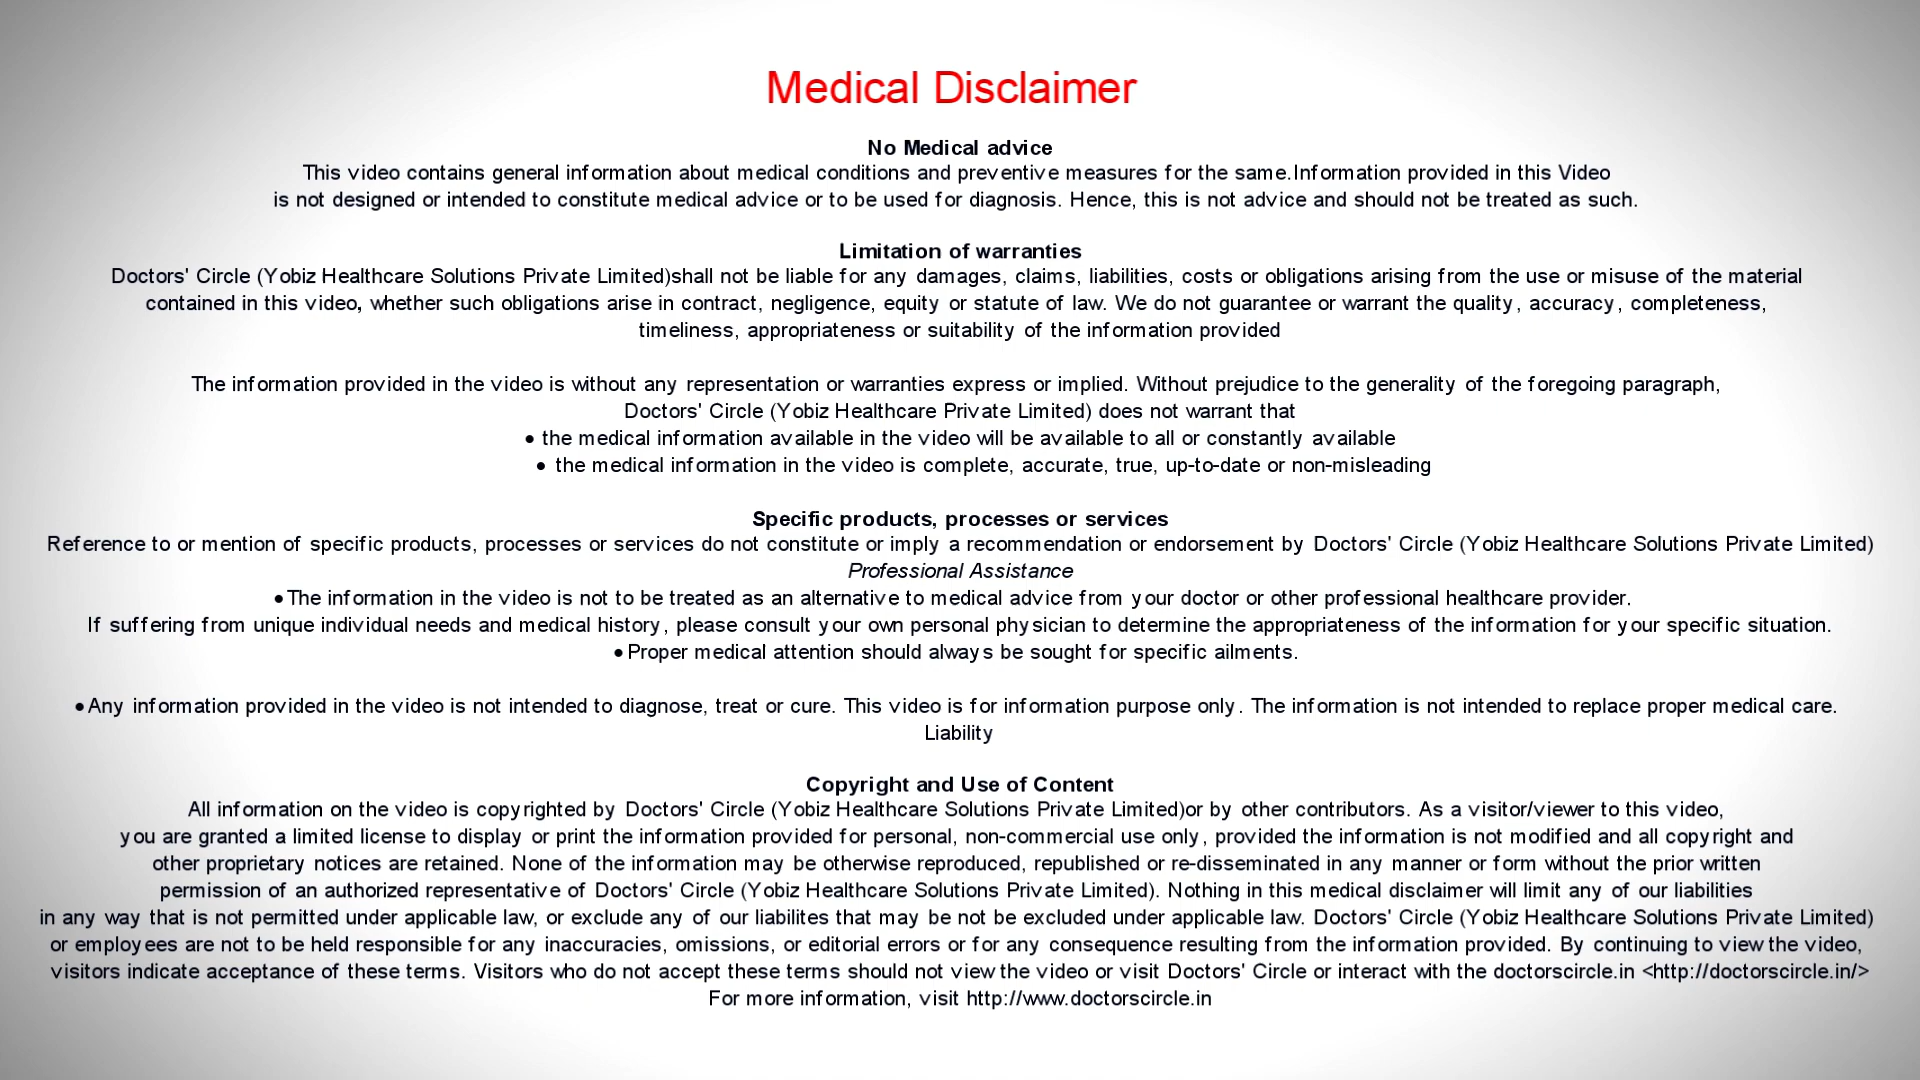 Medical Disclaimer
No Medical advice
This video contains general information about medical conditions and preventive measures for the same.Information provided in this Video
is not designed or intended to constitute medical advice or to be used for diagnosis. Hence, this is not advice and should not be treated as such.
Limitation of warranties
Doctors' Circle (Yobiz Healthcare Solutions Private Limited)shall not be liable for any damages, claims, liabilities, costs or obligations arising from the use or misuse of the material
contained in this video, whether such obligations arise in contract, negligence, equity or statute of law. We do not guarantee or warrant the quality, accuracy, completeness,
timeliness, appropriateness or suitability of the information provided
The information provided in the video is without any representation or warranties express or implied. Without prejudice to the generality of the foregoing paragraph,
Doctors' Circle (Yobiz Healthcare Private Limited) does not warrant that
• the medical information available in the video will be available to all or constantly available
• the medical information in the video is complete, accurate, true, up-to-date or non-misleading
Specific products, processes or services
Reference to or mention of specific products, processes or services do not constitute or imply a recommendation or endorsement by Doctors' Circle (Yobiz Healthcare Solutions Private Limited)
Professional Assistance
•The information in the video is not to be treated as an alternative to medical advice from your doctor or other professional healthcare provider.
If suffering from unique individual needs and medical history, please consult your own personal physician to determine the appropriateness of the information for your specific situation.
•Proper medical attention should always be sought for specific ailments.
•Any information provided in the video is not intended to diagnose, treat or cure. This video is for information purpose only. The information is not intended to replace proper medical care.
Liability
Copyright and Use of Content
All information on the video is copyrighted by Doctors' Circle (Yobiz Healthcare Solutions Private Limited)or by other contributors. As a visitor/viewer to this video,
you are granted a limited license to display or print the information provided for personal, non-commercial use only, provided the information is not modified and all copyright and
other proprietary notices are retained. None of the information may be otherwise reproduced, republished or re-disseminated in any manner or form without the prior written
permission of an authorized representative of Doctors' Circle (Yobiz Healthcare Solutions Private Limited). Nothing in this medical disclaimer will limit any of our liabilities
in any way that is not permitted under applicable law, or exclude any of our liabilites that may be not be excluded under applicable law. Doctors' Circle (Yobiz Healthcare Solutions Private Limited)
or employees are not to be held responsible for any inaccuracies, omissions, or editorial errors or for any consequence resulting from the information provided. By continuing to view the video,
visitors indicate acceptance of these terms. Visitors who do not accept these terms should not view the video or visit Doctors' Circle or interact with the doctorscircle.in <http://doctorscircle.in/>
For more information, visit http://www.doctorscircle.in